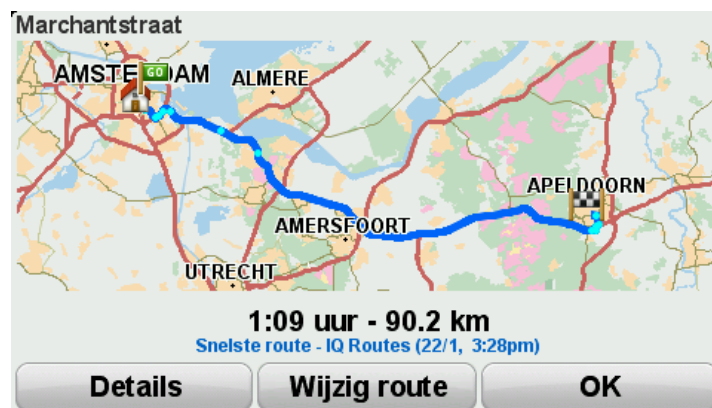 Marchantstraat
AMSTERDAM
GO
ALMERE
APELDOORN
AMERSFOORT
UTRECHT
1:09 uur - 90.2 km
Snelste route - IQ Routes (22/1, 3:28pm)
Details
Wijzig route
OK